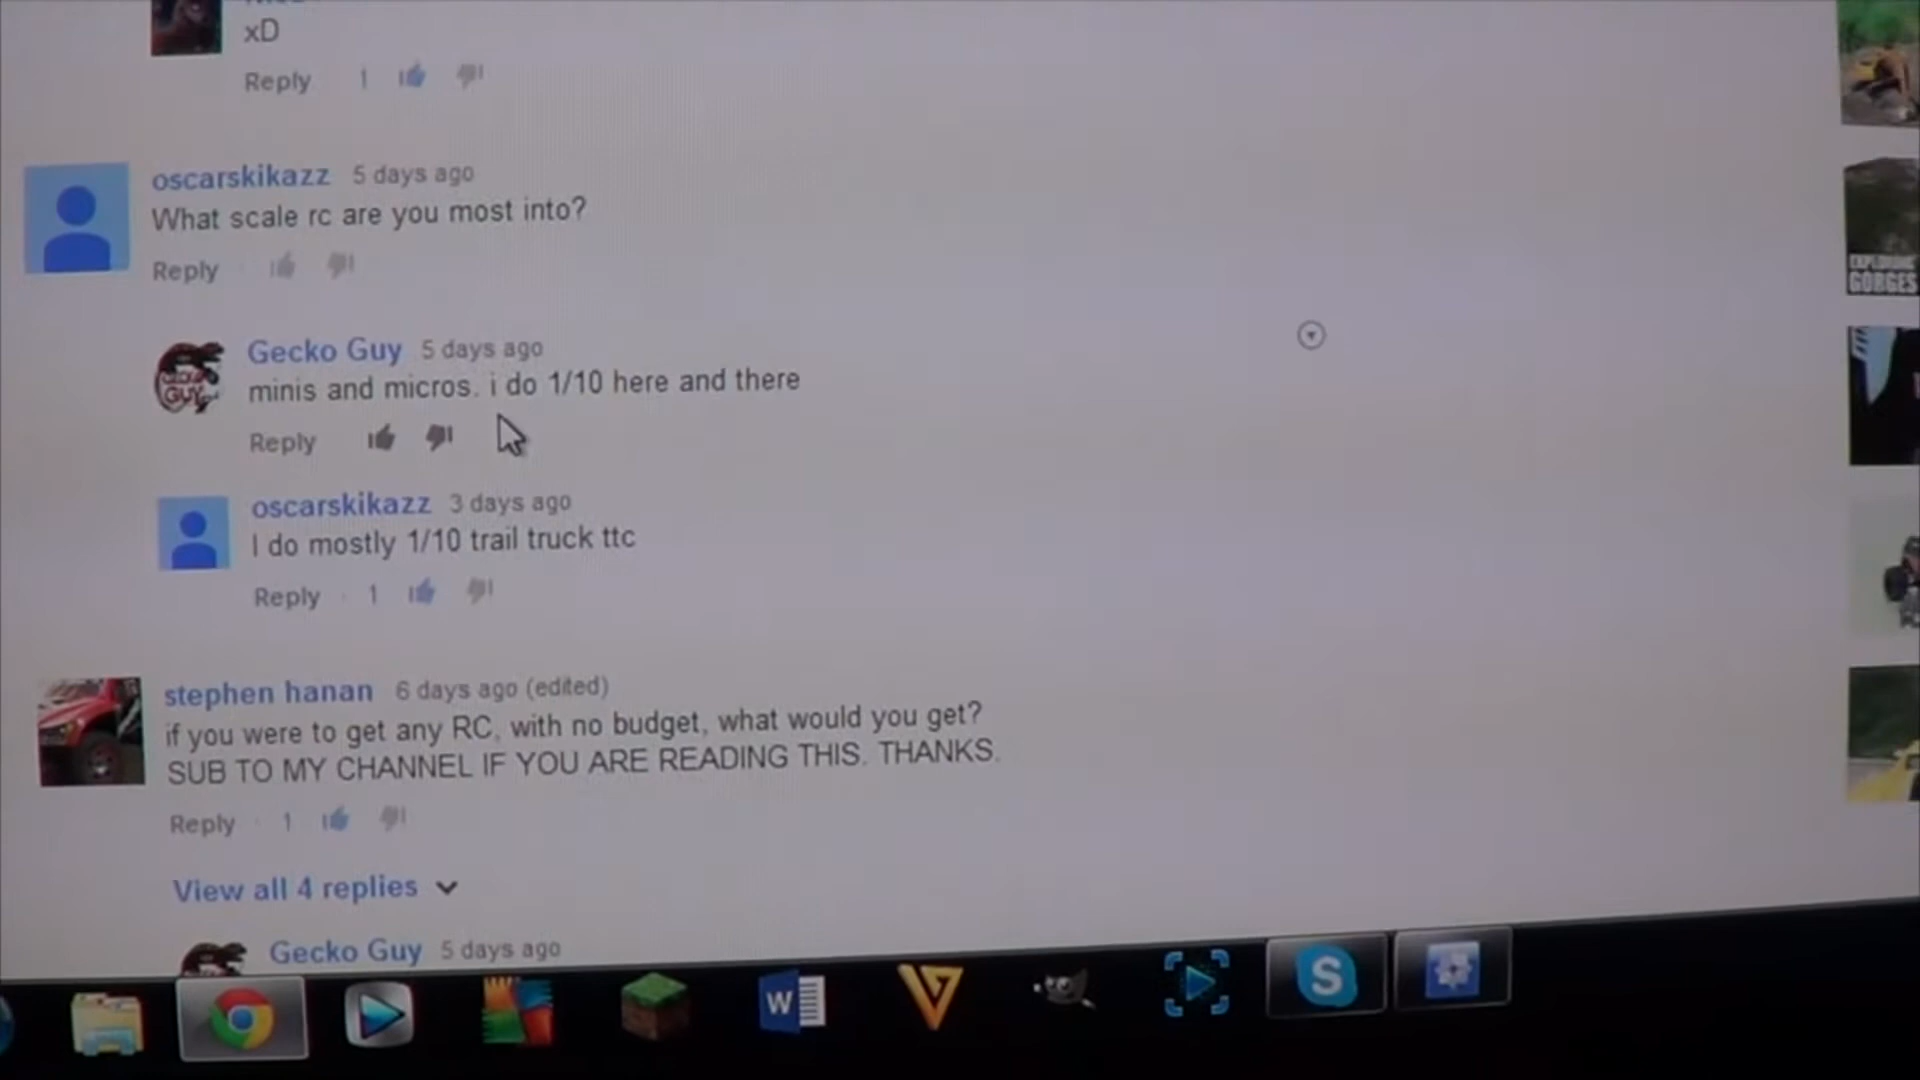 xD
Reply 1
oscarskikazz 5 days ago
What scale rc are you most into?
Reply
Gecko Guy 5 days ago
minis and micros. i do 1/10 here and there
Reply
oscarskikazz 3 days ago
I do mostly 1/10 trail truck ttc
Reply · 1
stephen hanan 6 days ago (edited)
if you were to get any RC, with no budget, what would you get?
SUB TO MY CHANNEL IF YOU ARE READING THIS. THANKS.
Reply · 1
View all 4 replies
Gecko Guy 5 days ago
EXPLORING
GORGES
GUY
W
S